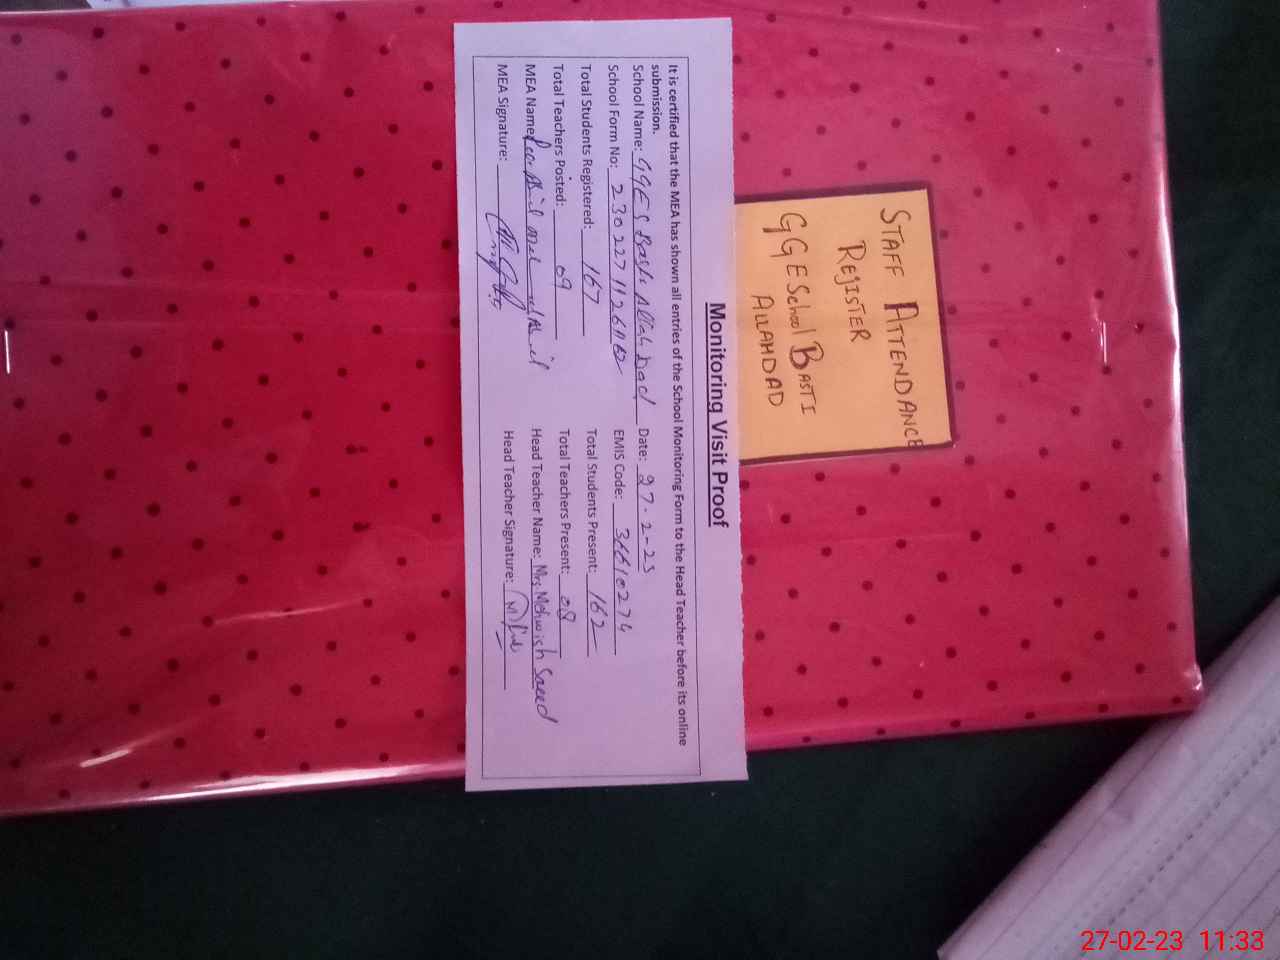 STAFF ATTENDANCE
REGISTER
GGESchool BASTI
ALLAHDAD
Monitoring Visit Proof
It is certified that the MEA has shown all entries of the School Monitoring Form to the Head Teacher before its online
submission.
School Name: GGES Basti Allah Dad Date: 27-2-23
School Form No: EMIS Code: 36610274
Total Students Registered: 167 Total Students Present: 162
Total Teachers Posted: 09 Total Teachers Present: 08
MEA Name: Head Teacher Name: Mrs Mehwish Saeed
MEA Signature: Head Teacher Signature:
27-02-23 11:33